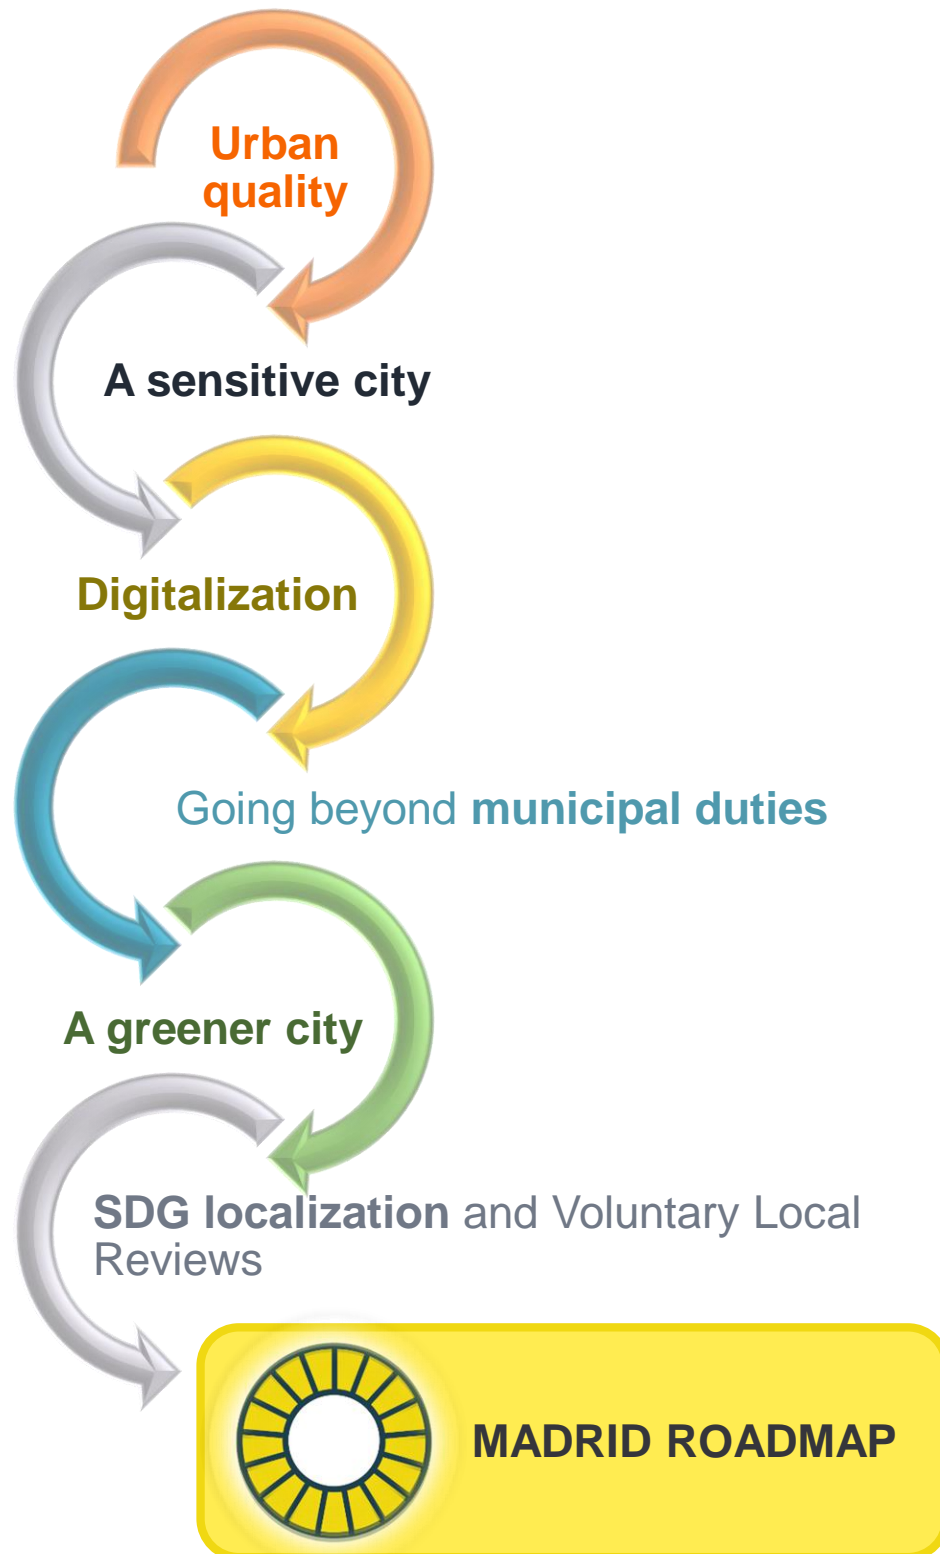 Urban
quality
A sensitive city
Digitalization
Going beyond municipal duties
A greener city
SDG localization and Voluntary Local
Reviews
MADRID ROADMAP